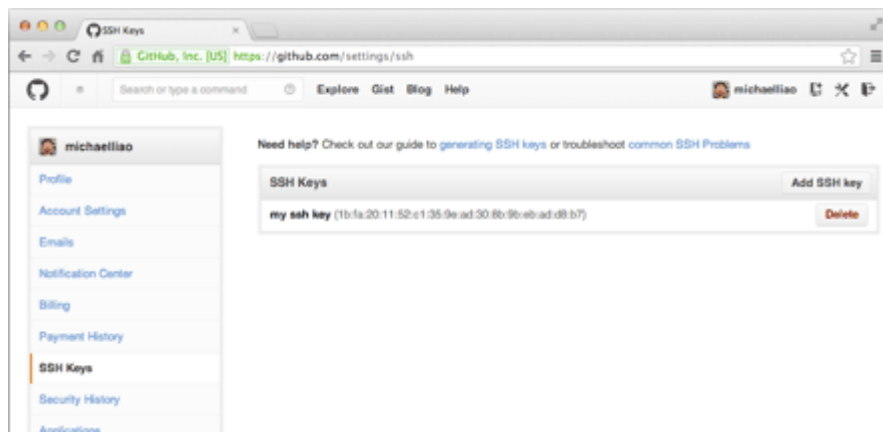 SSH Keys
GitHub, Inc. [US] https://github.com/settings/ssh
Search or type a command Explore Gist Blog Help michaelliao
michaelliao
Need help? Check out our guide to generating SSH keys or troubleshoot common SSH Problems
Profile
SSH Keys Add SSH key
Account Settings
my ssh key (1b:fa:20:11:52:c1:35:9e:ad:30:8b:9b:eb:ad:d8:b7) Delete
Emails
Notification Center
Billing
Payment History
SSH Keys
Security History
Applications